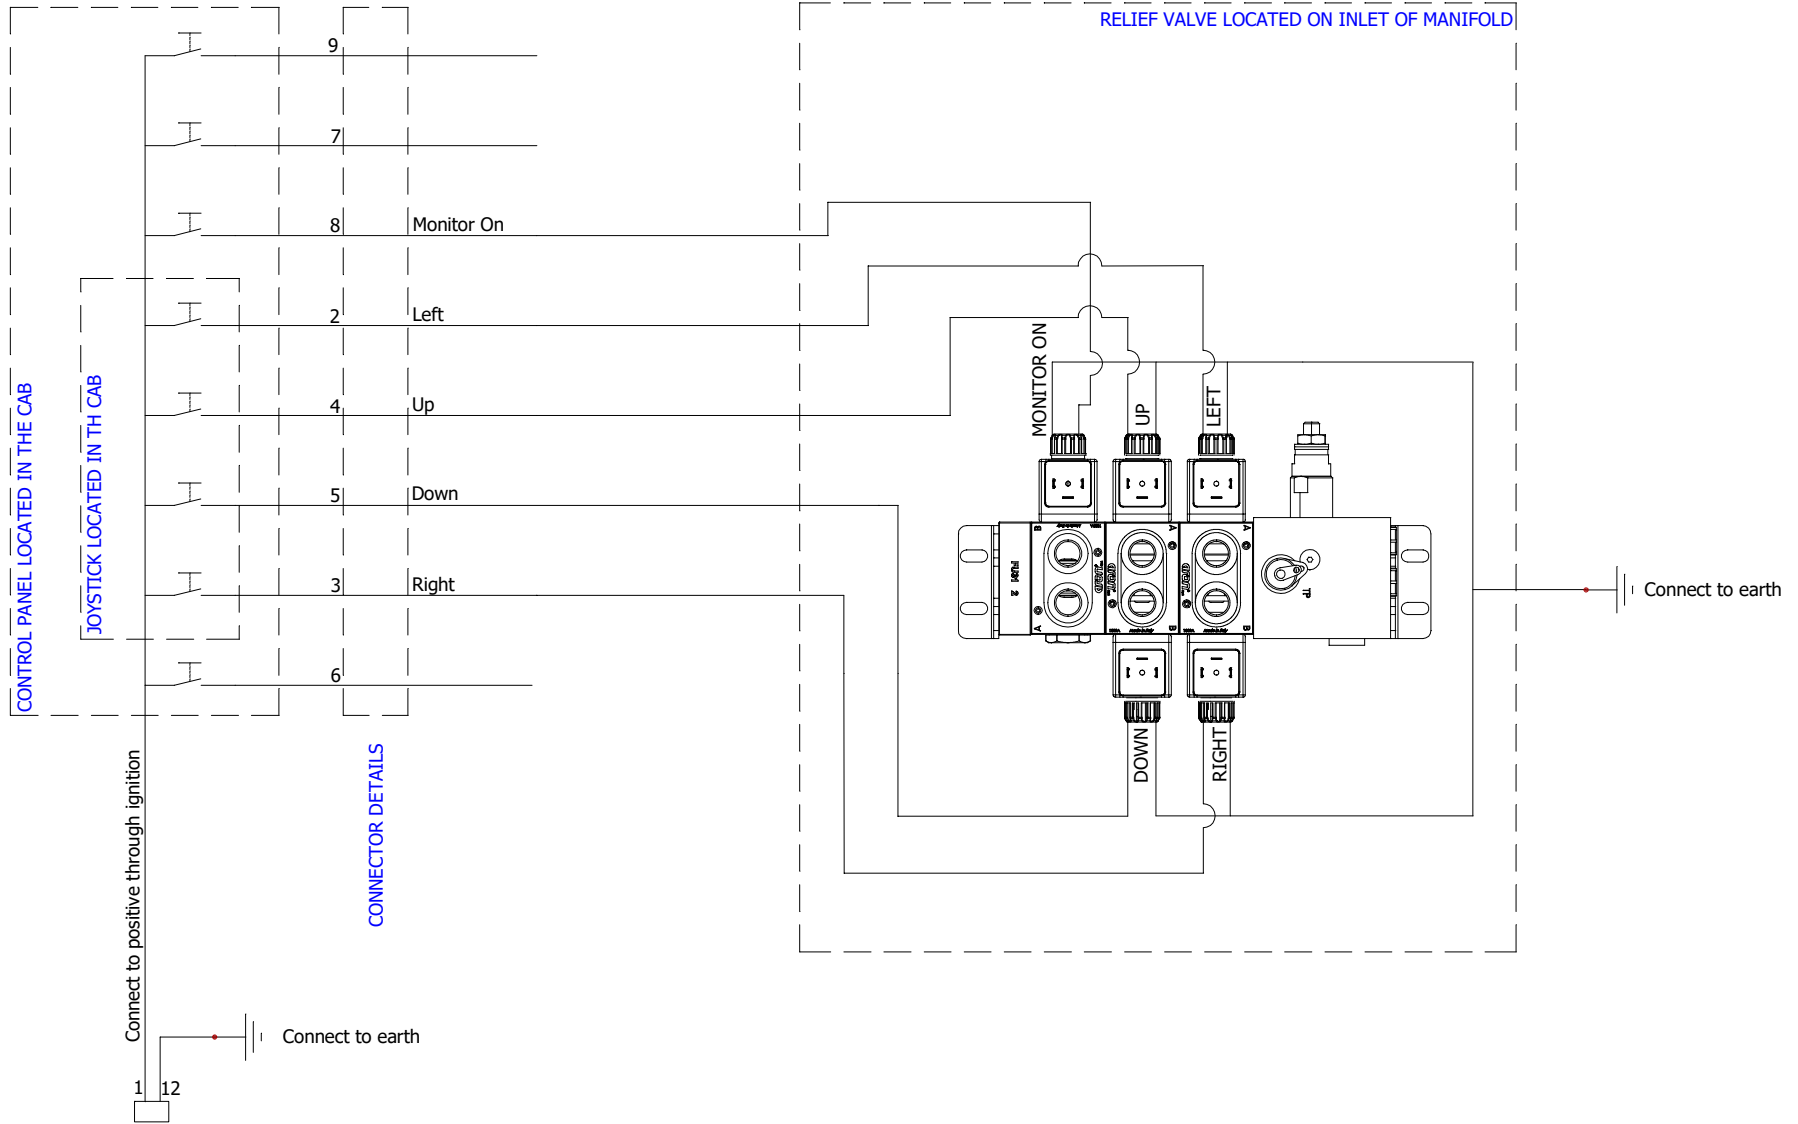 RELIEF VALVE LOCATED ON INLET OF MANIFOLD
9
7
8
Monitor On
2
Left
4
Up
5
Down
3
Right
6
CONTROL PANEL LOCATED IN THE CAB
JOYSTICK LOCATED IN TH CAB
CONNECTOR DETAILS
Connect to positive through ignition
Connect to earth
1
12
MONITOR ON
UP
LEFT
B
A
A
A
B
B
TP
DOWN
RIGHT
Connect to earth